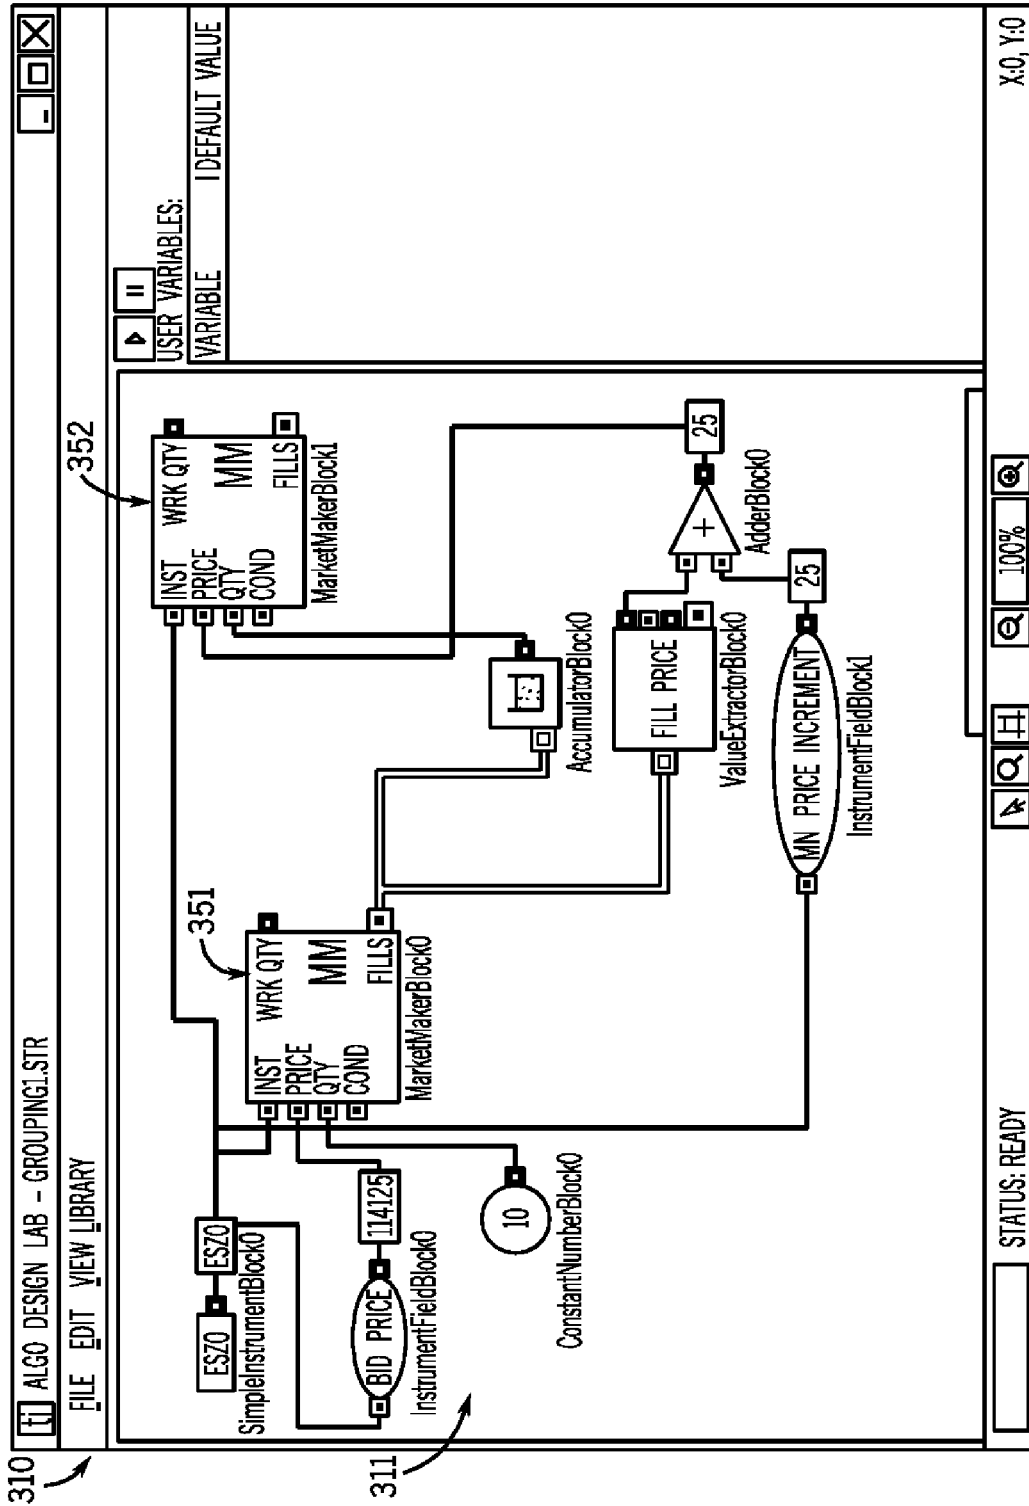 310
ti ALGO DESIGN LAB - GROUPING1.STR
FILE EDIT VIEW LIBRARY
USER VARIABLES:
VARIABLE | DEFAULT VALUE
311
ESZ0
SimpleInstrumentBlock0
ESZ0
BID PRICE
InstrumentFieldBlock0
114125
10
ConstantNumberBlock0
351
INST
PRICE
QTY
COND
WRK QTY
MM
FILLS
MarketMakerBlock0
352
INST
PRICE
QTY
COND
WRK QTY
MM
FILLS
MarketMakerBlock1
AccumulatorBlock0
FILL PRICE
ValueExtractorBlock0
MN PRICE INCREMENT
InstrumentFieldBlock1
25
+
AdderBlock0
25
STATUS: READY
100%
X:0, Y:0